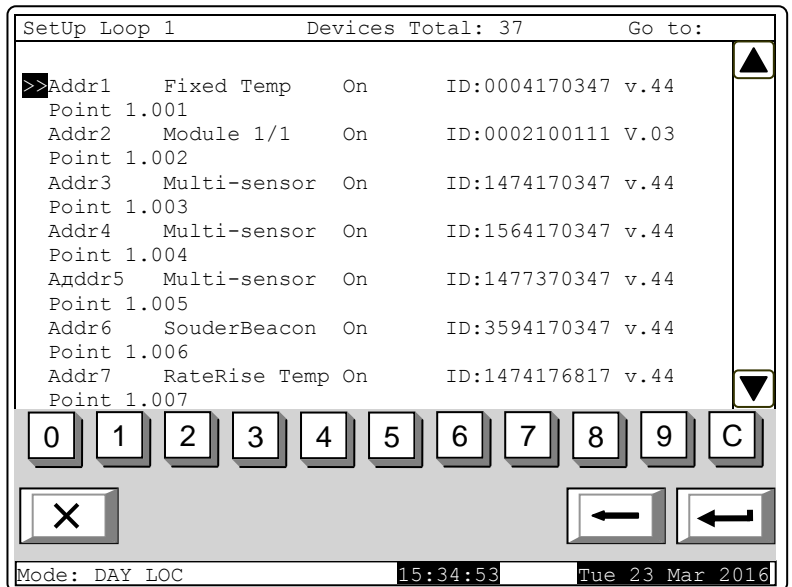 SetUp Loop 1 Devices Total: 37 Go to:
>>Addr1 Fixed Temp On ID:0004170347 v.44
Point 1.001
Addr2 Module 1/1 On ID:0002100111 V.03
Point 1.002
Addr3 Multi-sensor On ID:1474170347 v.44
Point 1.003
Addr4 Multi-sensor On ID:1564170347 v.44
Point 1.004
Aдddr5 Multi-sensor On ID:1477370347 v.44
Point 1.005
Addr6 SouderBeacon On ID:3594170347 v.44
Point 1.006
Addr7 RateRise Temp On ID:1474176817 v.44
Point 1.007
0 1 2 3 4 5 6 7 8 9 C
Mode: DAY LOC 15:34:53 Tue 23 Mar 2016